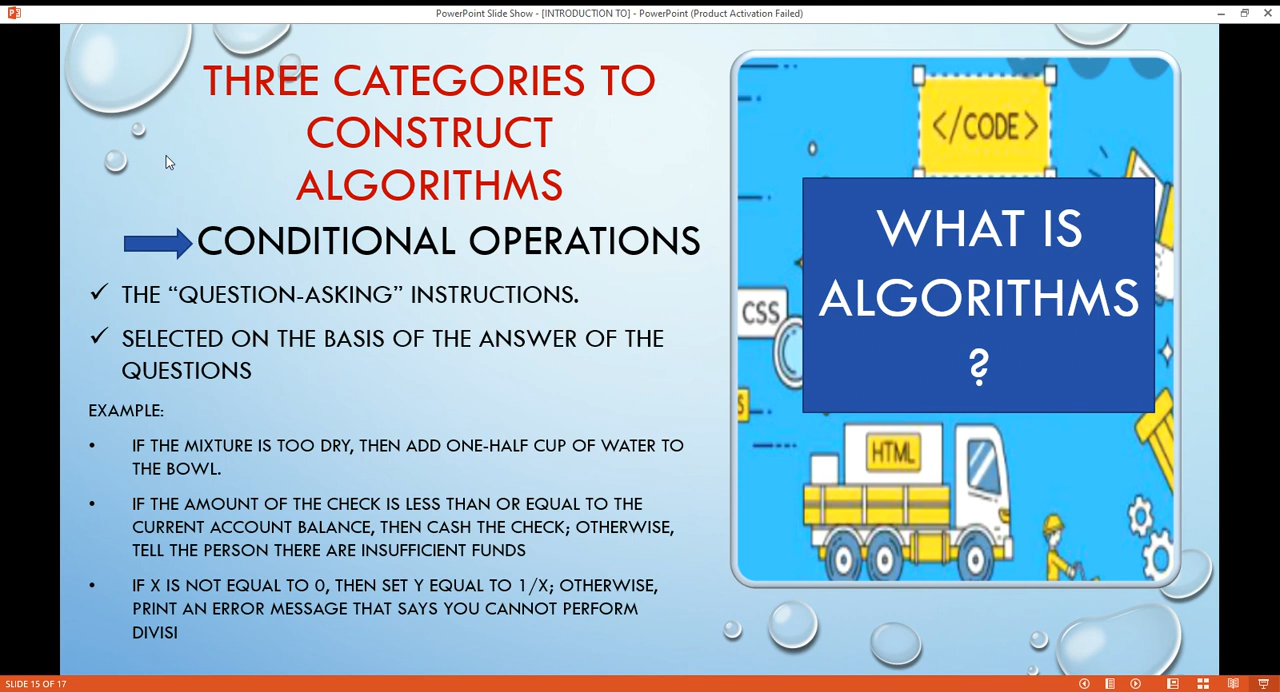 PowerPoint Slide Show - [INTRODUCTION TO] - PowerPoint (Product Activation Failed)
THREE CATEGORIES TO
CONSTRUCT
ALGORITHMS
CONDITIONAL OPERATIONS
✓ THE “QUESTION-ASKING” INSTRUCTIONS.
✓ SELECTED ON THE BASIS OF THE ANSWER OF THE
QUESTIONS
EXAMPLE:
• IF THE MIXTURE IS TOO DRY, THEN ADD ONE-HALF CUP OF WATER TO
THE BOWL.
• IF THE AMOUNT OF THE CHECK IS LESS THAN OR EQUAL TO THE
CURRENT ACCOUNT BALANCE, THEN CASH THE CHECK; OTHERWISE,
TELL THE PERSON THERE ARE INSUFFICIENT FUNDS
• IF X IS NOT EQUAL TO 0, THEN SET Y EQUAL TO 1/X; OTHERWISE,
PRINT AN ERROR MESSAGE THAT SAYS YOU CANNOT PERFORM
DIVISI
</CODE>
WHAT IS
ALGORITHMS
?
CSS
S
HTML
SLIDE 15 OF 17